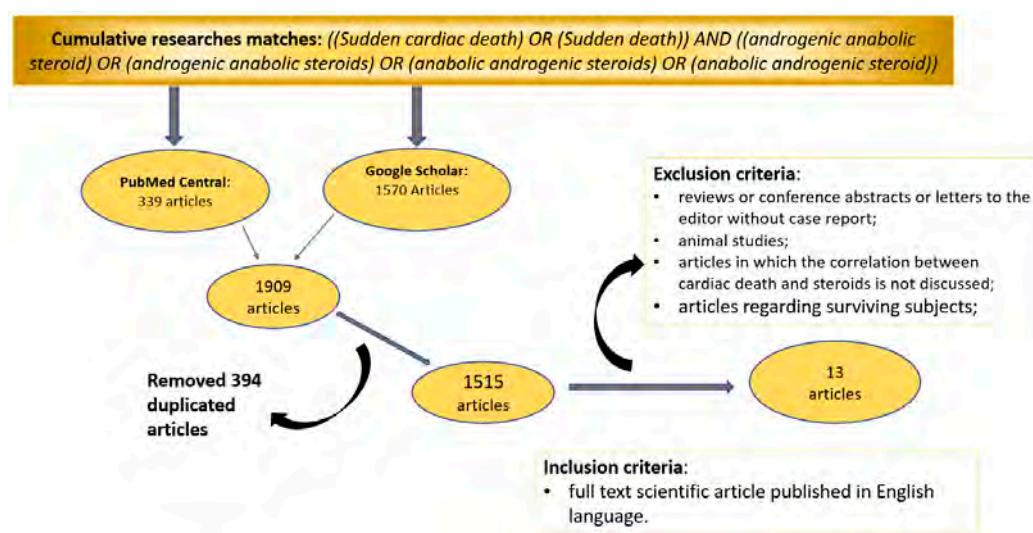 Cumulative researches matches: ((Sudden cardiac death) OR (Sudden death)) AND ((androgenic anabolic
steroid) OR (androgenic anabolic steroids) OR (anabolic androgenic steroids) OR (anabolic androgenic steroid))
PubMed Central:
339 articles
Google Scholar:
1570 Articles
1909
articles
Removed 394
duplicated
articles
1515
articles
Exclusion criteria:
• reviews or conference abstracts or letters to the
editor without case report;
• animal studies;
• articles in which the correlation between
cardiac death and steroids is not discussed;
• articles regarding surviving subjects;
13
articles
Inclusion criteria:
• full text scientific article published in English
language.